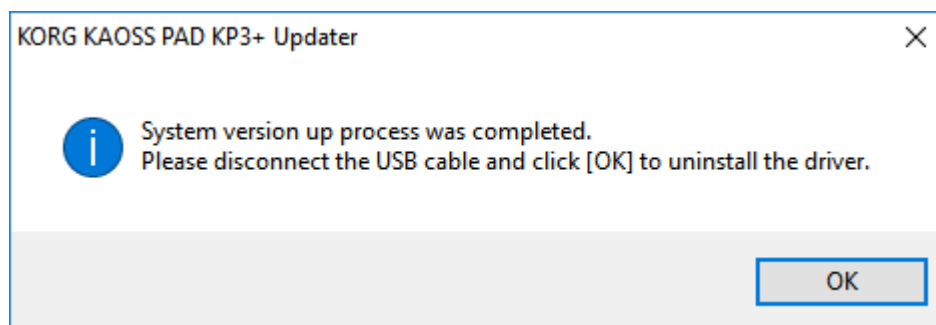 KORG KAOSS PAD KP3+ Updater
System version up process was completed.
Please disconnect the USB cable and click [OK] to uninstall the driver.
OK